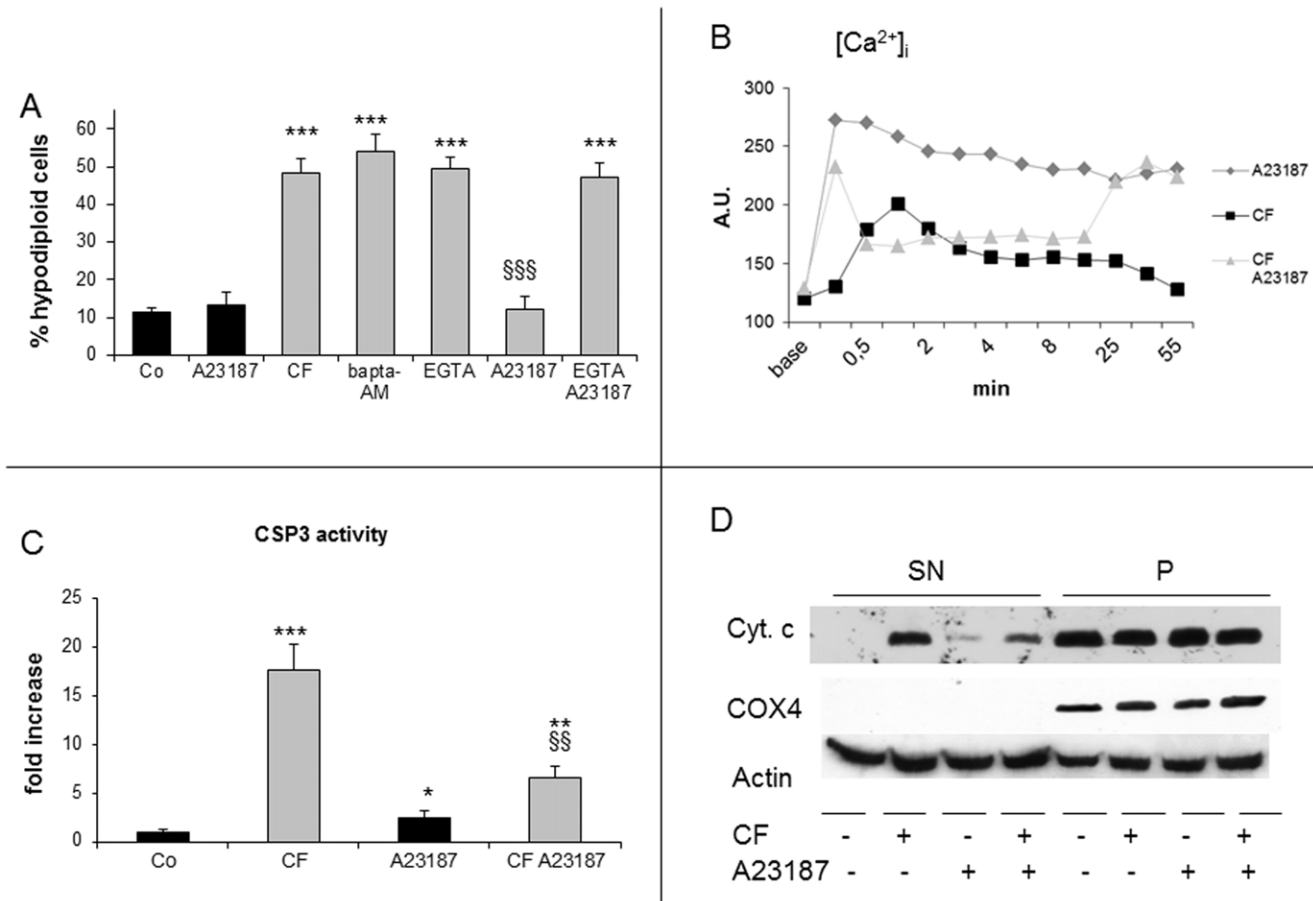 A
% hypodiploid cells
60
50
40
30
20
10
0
***
***
***
§§§
***
Co
A23187
CF
bapta-
AM
EGTA
A23187
EGTA
A23187
B
[Ca²⁺]ᵢ
A.U.
300
250
200
150
100
base
0,5
2
4
8
25
55
min
A23187
CF
CF
A23187
C
CSP3 activity
fold increase
25
20
15
10
5
0
***
*
**
§§
Co
CF
A23187
CF A23187
D
SN P
Cyt. c
COX4
Actin
CF - + - + - + - +
A23187 - - + + - - + +